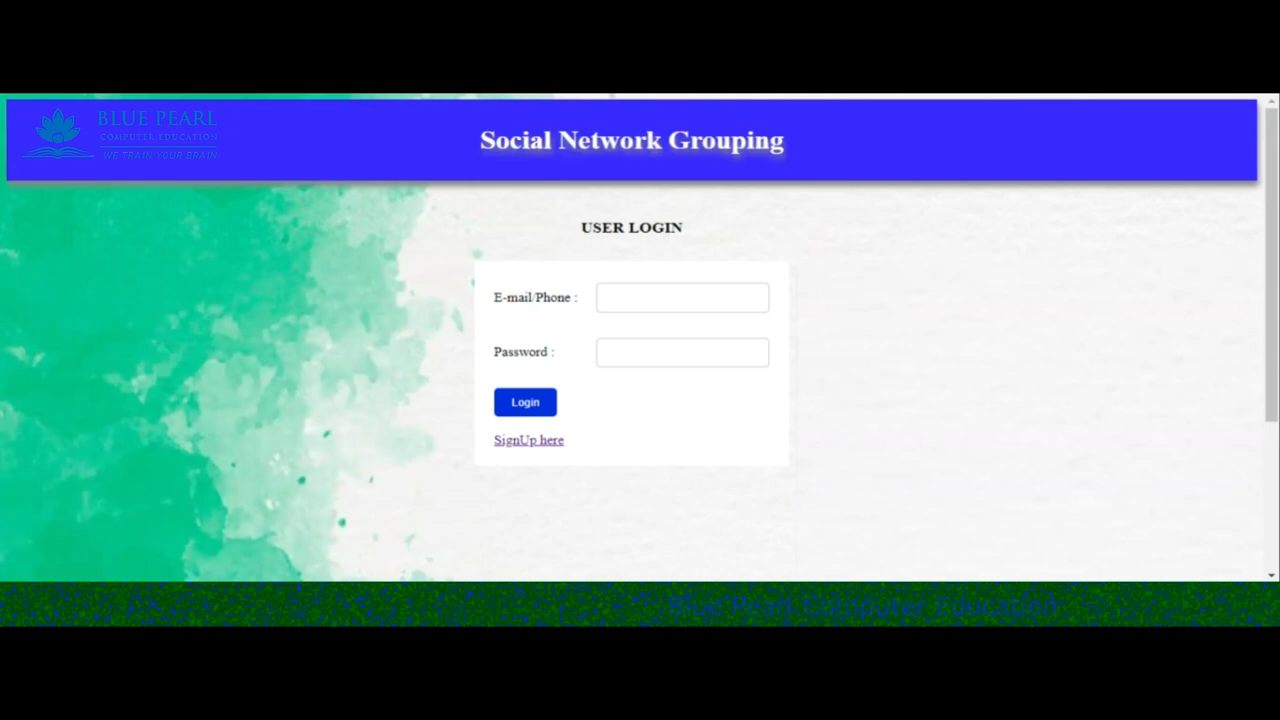 BLUE PEARL
COMPUTER EDUCATION
WE TRAIN YOUR BRAIN
Social Network Grouping
USER LOGIN
E-mail/Phone :
Password :
Login
SignUp here
Blue Pearl Computer Education